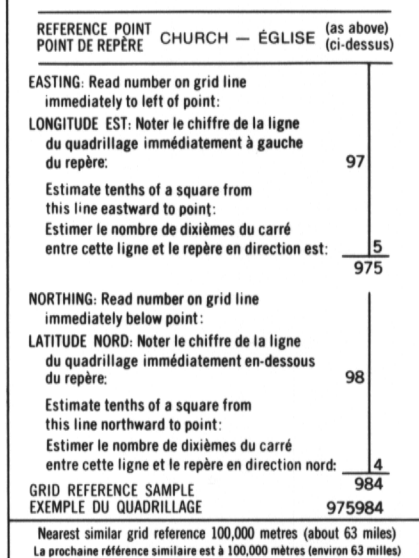 REFERENCE POINT CHURCH — ÉGLISE (as above)
POINT DE REPÈRE (ci-dessus)
EASTING: Read number on grid line
immediately to left of point:
LONGITUDE EST: Noter le chiffre de la ligne
du quadrillage immédiatement à gauche
du repère: 97
Estimate tenths of a square from
this line eastward to point:
Estimer le nombre de dixièmes du carré
entre cette ligne et le repère en direction est: 5
975
NORTHING: Read number on grid line
immediately below point:
LATITUDE NORD: Noter le chiffre de la ligne
du quadrillage immédiatement en-dessous
du repère: 98
Estimate tenths of a square from
this line northward to point:
Estimer le nombre de dixièmes du carré
entre cette ligne et le repère en direction nord: 4
984
GRID REFERENCE SAMPLE
EXEMPLE DU QUADRILLAGE 975984
Nearest similar grid reference 100,000 metres (about 63 miles)
La prochaine référence similaire est à 100,000 mètres (environ 63 milles)